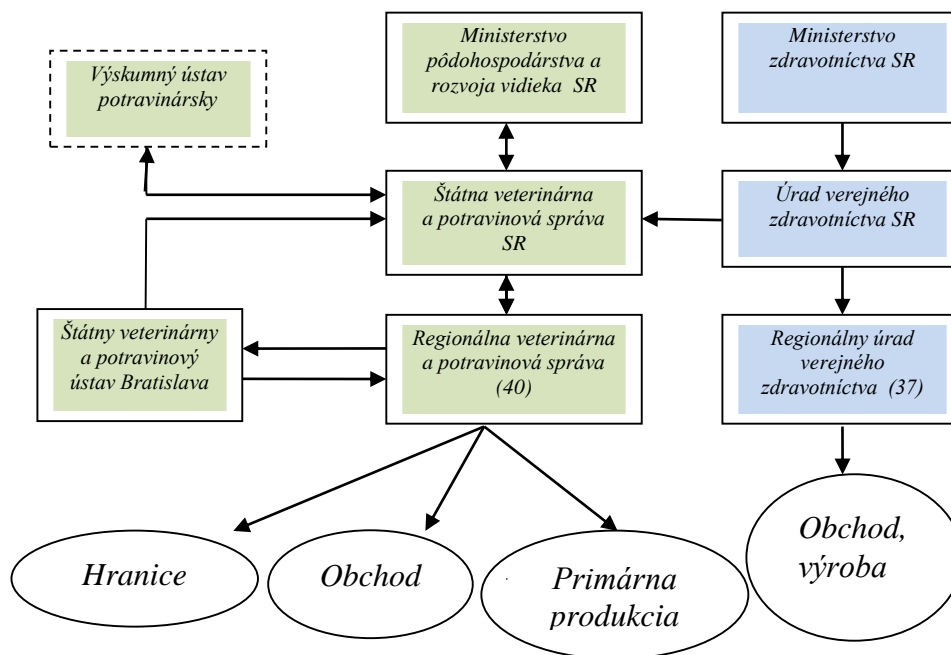 Ministerstvo
pôdohospodárstva a
rozvoja vidieka SR
Ministerstvo
zdravotníctva SR
Výskumný ústav
potravinársky
Štátna veterinárna
a potravinová správa
SR
Úrad verejného
zdravotníctva SR
Štátny veterinárny
a potravinový
ústav Bratislava
Regionálna veterinárna
a potravinová správa
(40)
Regionálny úrad
verejného
zdravotníctva (37)
Hranice
Obchod
Primárna
produkcia
Obchod,
výroba